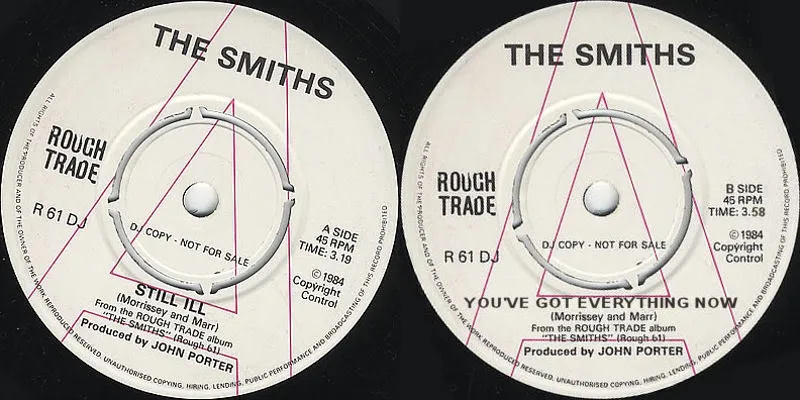 THE SMITHS
ROUGH
TRADE
R 61 DJ
A SIDE
45 RPM
TIME: 3.19
DJ COPY - NOT FOR SALE
℗ 1984
Copyright
Control
STILL ILL
(Morrissey and Marr)
From the ROUGH TRADE album
"THE SMITHS" (Rough 61)
Produced by JOHN PORTER
ALL RIGHTS OF THE PRODUCER AND OF THE OWNER OF THE WORK REPRODUCED RESERVED. UNAUTHORISED COPYING, HIRING, LENDING, PUBLIC PERFORMANCE AND BROADCASTING OF THIS RECORD PROHIBITED
THE SMITHS
ROUGH
TRADE
R 61 DJ
B SIDE
45 RPM
TIME: 3.58
DJ COPY - NOT FOR SALE
℗ 1984
Copyright
Control
YOU'VE GOT EVERYTHING NOW
(Morrissey and Marr)
From the ROUGH TRADE album
"THE SMITHS" (Rough 61)
Produced by JOHN PORTER
ALL RIGHTS OF THE PRODUCER AND OF THE OWNER OF THE WORK REPRODUCED RESERVED. UNAUTHORISED COPYING, HIRING, LENDING, PUBLIC PERFORMANCE AND BROADCASTING OF THIS RECORD PROHIBITED